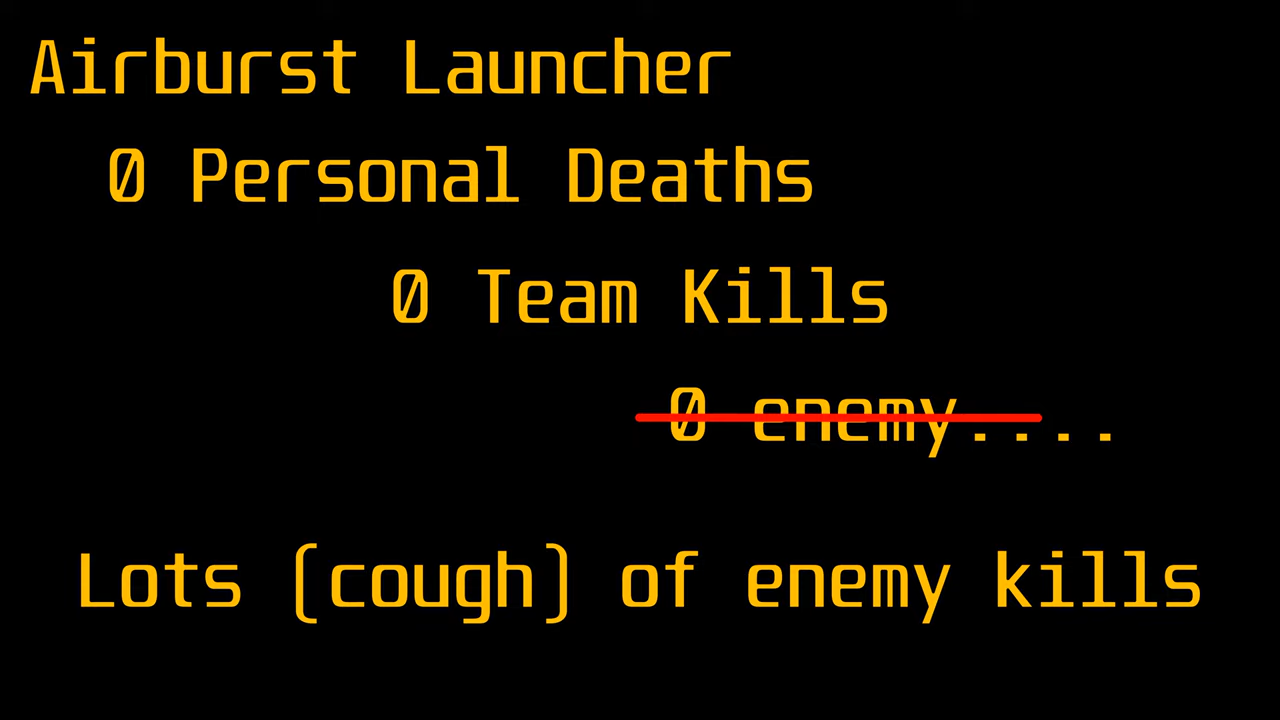 Airburst Launcher
0 Personal Deaths
0 Team Kills
0 enemy....
Lots (cough) of enemy kills